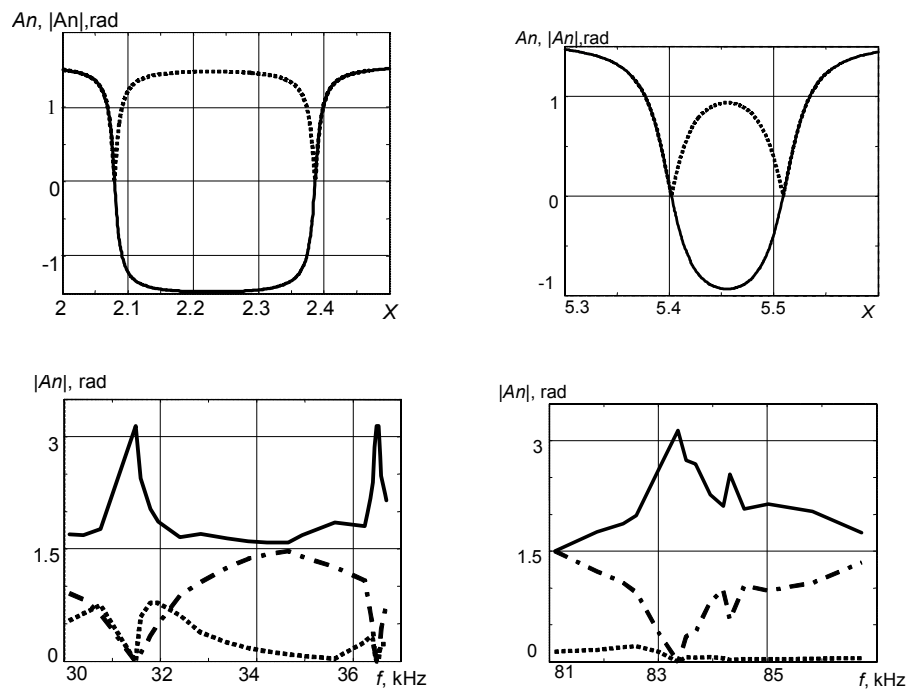 An, |An|,rad
1
0
-1
2 2.1 2.2 2.3 2.4 X
An, |An|,rad
1
0
-1
5.3 5.4 5.5 X
|An|, rad
3
1.5
0
30 32 34 36 f, kHz
|An|, rad
3
1.5
0
81 83 85 f, kHz